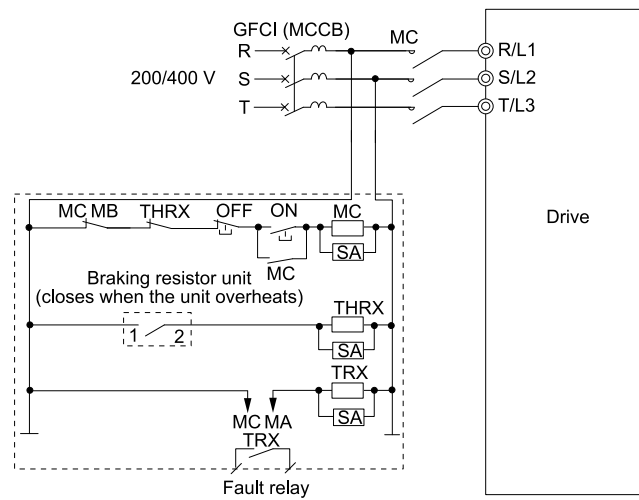 GFCI (MCCB)
MC
R
R/L1
200/400 V
S
S/L2
T
T/L3
Drive
MC MB
THRX
OFF
ON
MC
SA
MC
Braking resistor unit
(closes when the unit overheats)
1
2
THRX
SA
TRX
SA
MC MA
TRX
Fault relay